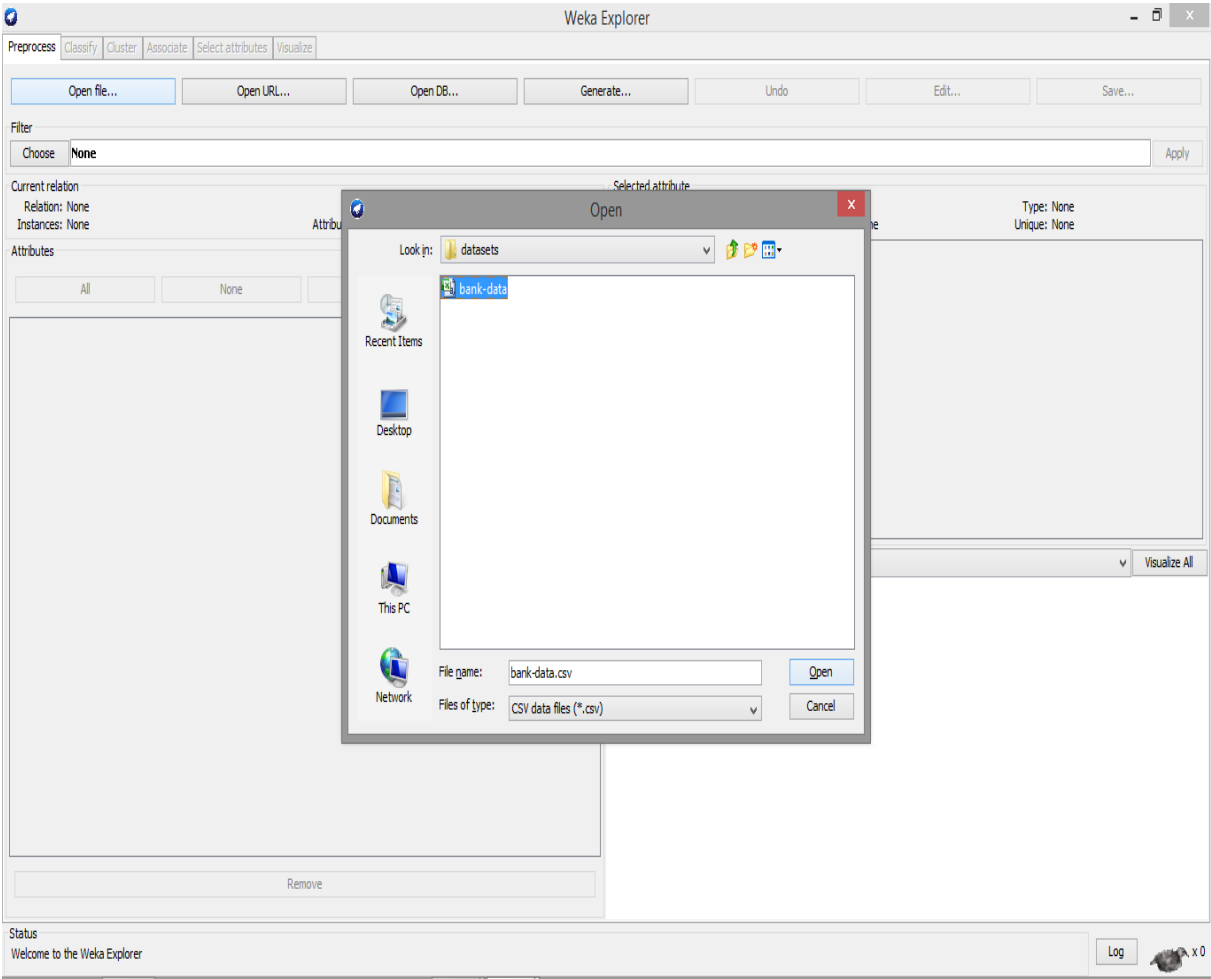 Weka Explorer
X
Preprocess Classify Cluster Associate Select attributes Visualize
Open file... Open URL... Open DB... Generate... Undo Edit... Save...
Filter
Choose None Apply
Current relation
Relation: None
Instances: None Attribu
Selected attribute
Type: None
ne Unique: None
Attributes
All None
Open X
Look in: datasets
bank-data
Recent Items
Desktop
Documents
This PC
Network
File name: bank-data.csv Open
Files of type: CSV data files (*.csv) Cancel
Visualize All
Remove
Status
Welcome to the Weka Explorer
Log x 0